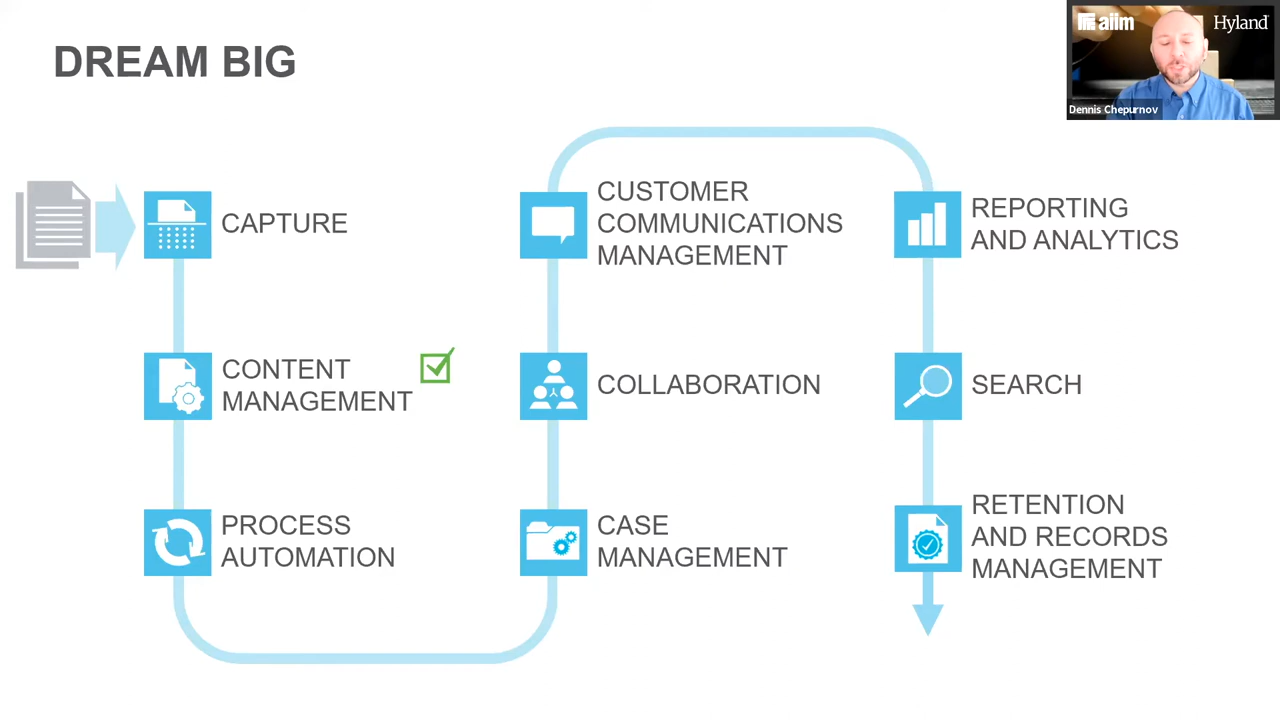 DREAM BIG
aiim
Hyland
Dennis Chepurnov
CAPTURE
CONTENT
MANAGEMENT
PROCESS
AUTOMATION
CUSTOMER
COMMUNICATIONS
MANAGEMENT
COLLABORATION
CASE
MANAGEMENT
REPORTING
AND ANALYTICS
SEARCH
RETENTION
AND RECORDS
MANAGEMENT